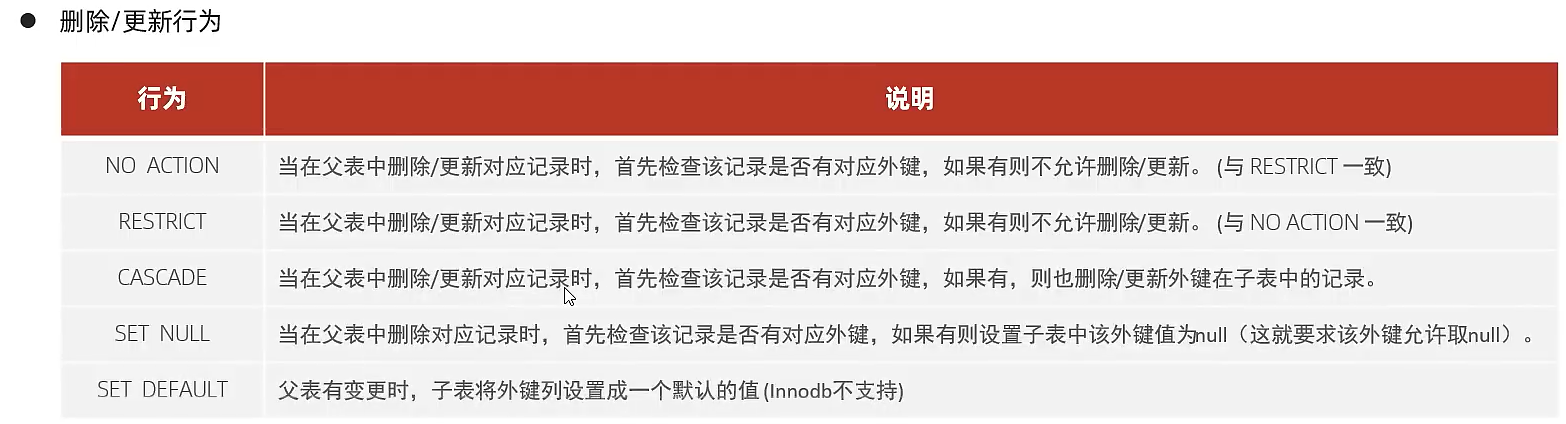 ● 删除/更新行为
行为 说明
NO ACTION 当在父表中删除/更新对应记录时，首先检查该记录是否有对应外键，如果有则不允许删除/更新。 (与 RESTRICT 一致)
RESTRICT 当在父表中删除/更新对应记录时，首先检查该记录是否有对应外键，如果有则不允许删除/更新。 (与 NO ACTION 一致)
CASCADE 当在父表中删除/更新对应记录时，首先检查该记录是否有对应外键，如果有，则也删除/更新外键在子表中的记录。
SET NULL 当在父表中删除对应记录时，首先检查该记录是否有对应外键，如果有则设置子表中该外键值为null（这就要求该外键允许取null）。
SET DEFAULT 父表有变更时，子表将外键列设置成一个默认的值 (Innodb不支持)